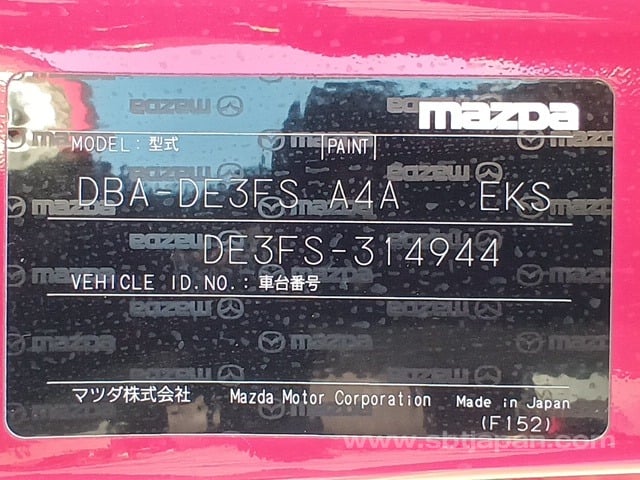 mazda
MODEL:型式 PAINT
DBA-DE3FS A4A EKS
DE3FS-314944
VEHICLE ID.NO.:車台番号
マツダ株式会社 Mazda Motor Corporation Made in Japan
(F152)
www.sbtjapan.com